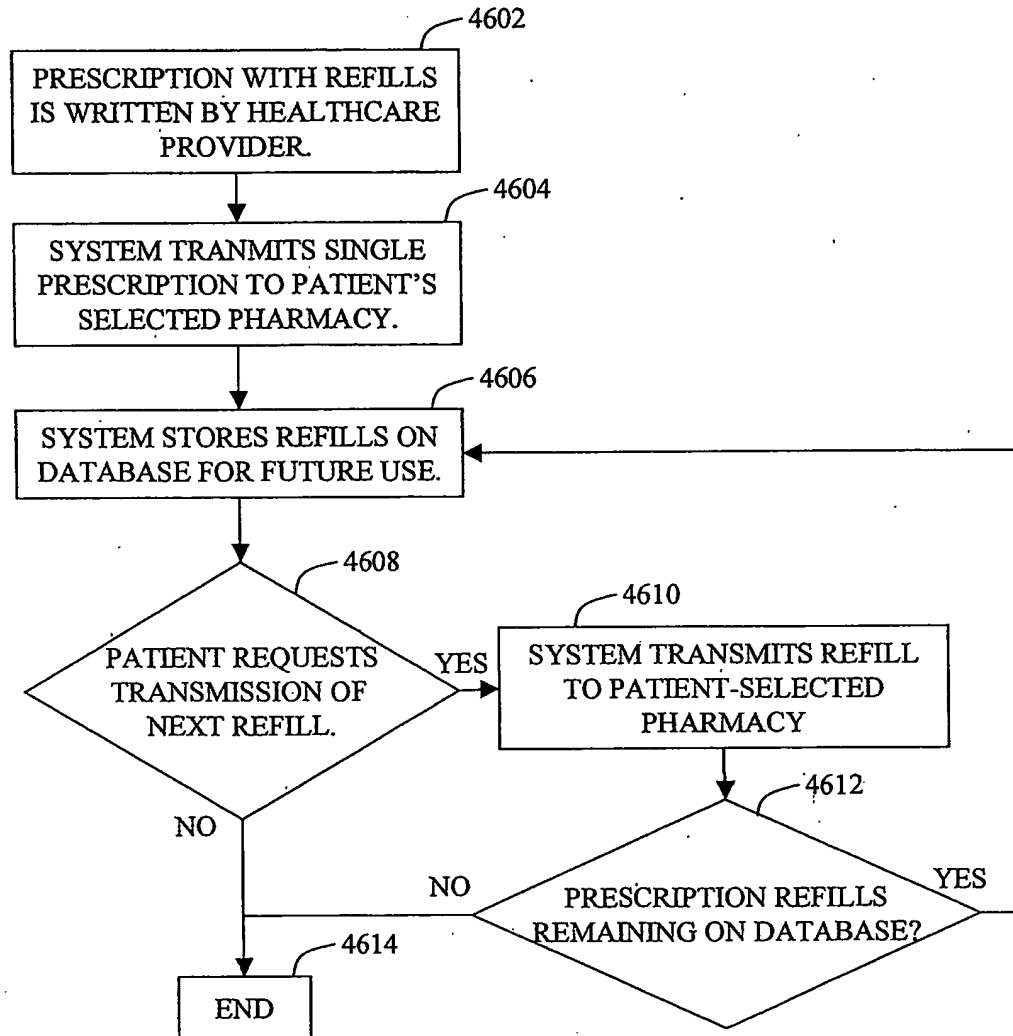 4602
PRESCRIPTION WITH REFILLS
IS WRITTEN BY HEALTHCARE
PROVIDER.
4604
SYSTEM TRANMITS SINGLE
PRESCRIPTION TO PATIENT'S
SELECTED PHARMACY.
4606
SYSTEM STORES REFILLS ON
DATABASE FOR FUTURE USE.
4608
PATIENT REQUESTS
TRANSMISSION OF
NEXT REFILL.
YES
4610
SYSTEM TRANSMITS REFILL
TO PATIENT-SELECTED
PHARMACY
NO
4612
PRESCRIPTION REFILLS
REMAINING ON DATABASE?
NO
YES
4614
END